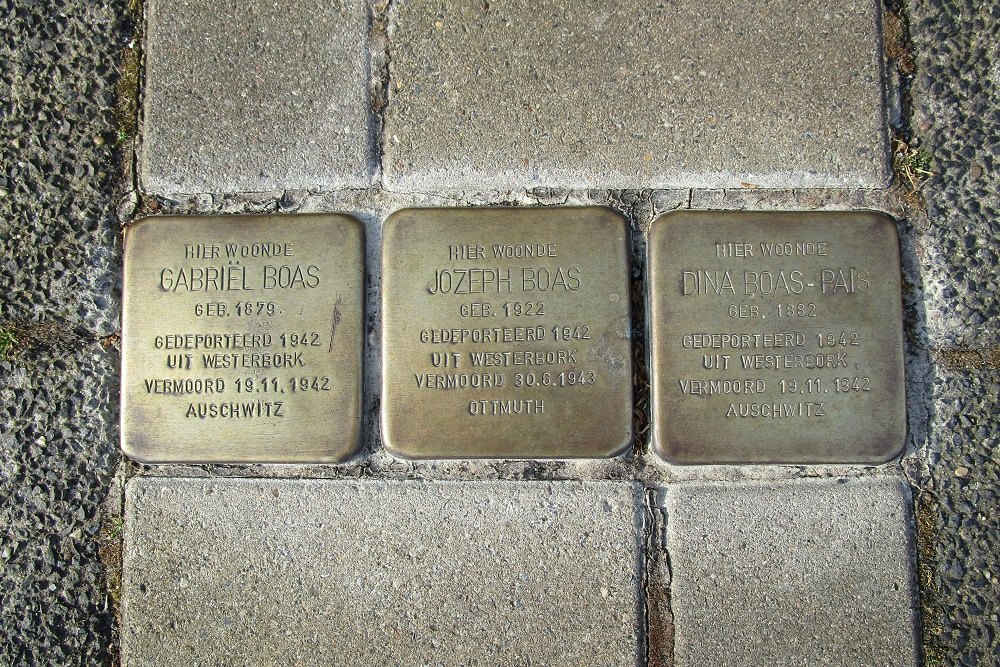 HIER WOONDE
GABRIËL BOAS
GEB. 1879
GEDEPORTEERD 1942
UIT WESTERBORK
VERMOORD 19.11.1942
AUSCHWITZ
HIER WOONDE
JOZEPH BOAS
GEB. 1922
GEDEPORTEERD 1942
UIT WESTERBORK
VERMOORD 30.6.1943
OTTMUTH
HIER WOONDE
DINA BOAS-PAIS
GEB. 1882
GEDEPORTEERD 1942
UIT WESTERBORK
VERMOORD 19.11.1942
AUSCHWITZ